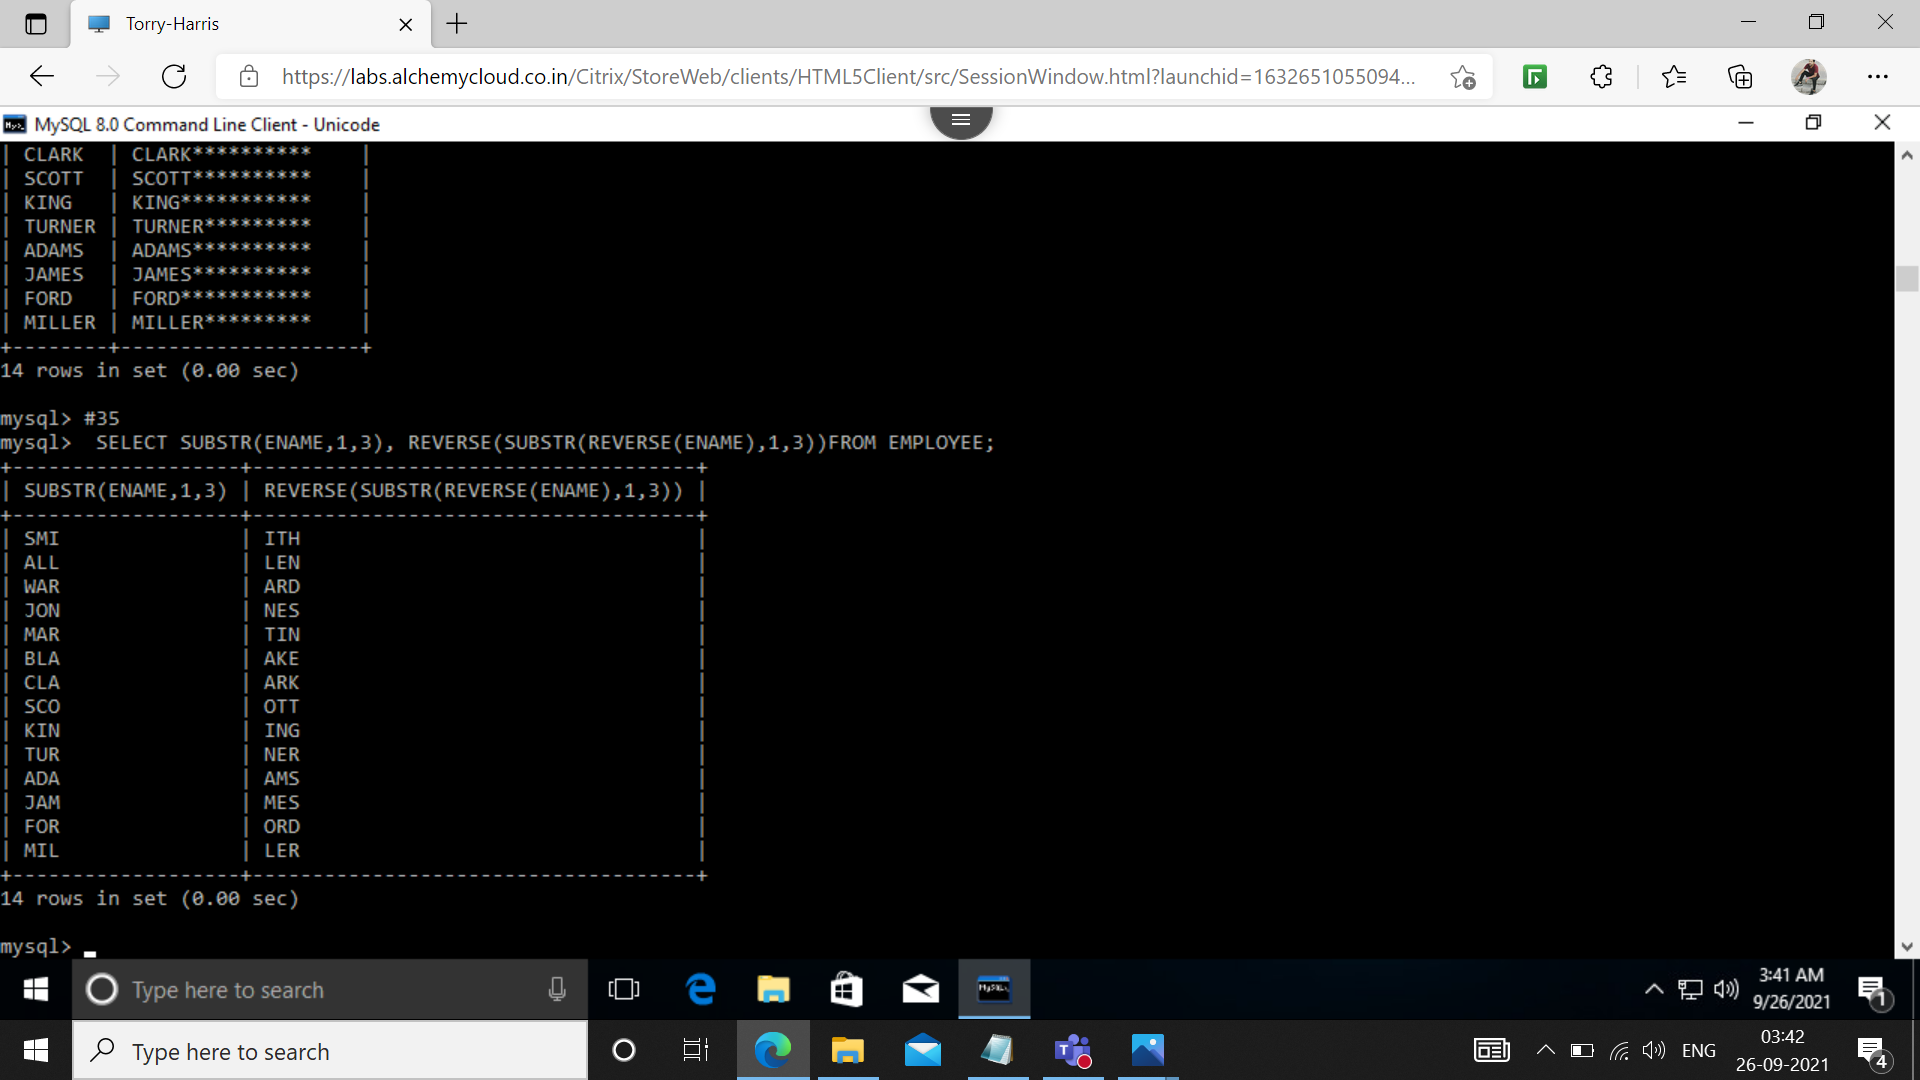 Torry-Harris
https://labs.alchemycloud.co.in/Citrix/StoreWeb/clients/HTML5Client/src/SessionWindow.html?launchid=1632651055094...
MySQL 8.0 Command Line Client - Unicode
| CLARK  | CLARK**********    |
| SCOTT  | SCOTT**********    |
| KING   | KING***********    |
| TURNER | TURNER*********    |
| ADAMS  | ADAMS**********    |
| JAMES  | JAMES**********    |
| FORD   | FORD***********    |
| MILLER | MILLER*********    |
+--------+--------------------+
14 rows in set (0.00 sec)
mysql> #35
mysql>  SELECT SUBSTR(ENAME,1,3), REVERSE(SUBSTR(REVERSE(ENAME),1,3))FROM EMPLOYEE;
+-------------------+-------------------------------------+
| SUBSTR(ENAME,1,3) | REVERSE(SUBSTR(REVERSE(ENAME),1,3)) |
+-------------------+-------------------------------------+
| SMI               | ITH                                 |
| ALL               | LEN                                 |
| WAR               | ARD                                 |
| JON               | NES                                 |
| MAR               | TIN                                 |
| BLA               | AKE                                 |
| CLA               | ARK                                 |
| SCO               | OTT                                 |
| KIN               | ING                                 |
| TUR               | NER                                 |
| ADA               | AMS                                 |
| JAM               | MES                                 |
| FOR               | ORD                                 |
| MIL               | LER                                 |
+-------------------+-------------------------------------+
14 rows in set (0.00 sec)
mysql> _
Type here to search
3:41 AM
9/26/2021
1
Type here to search
ENG
03:42
26-09-2021
4